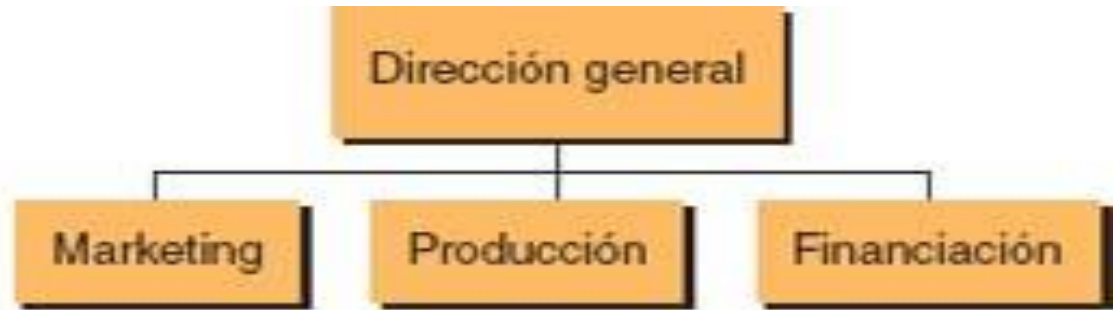 Dirección general
Marketing
Producción
Financiación